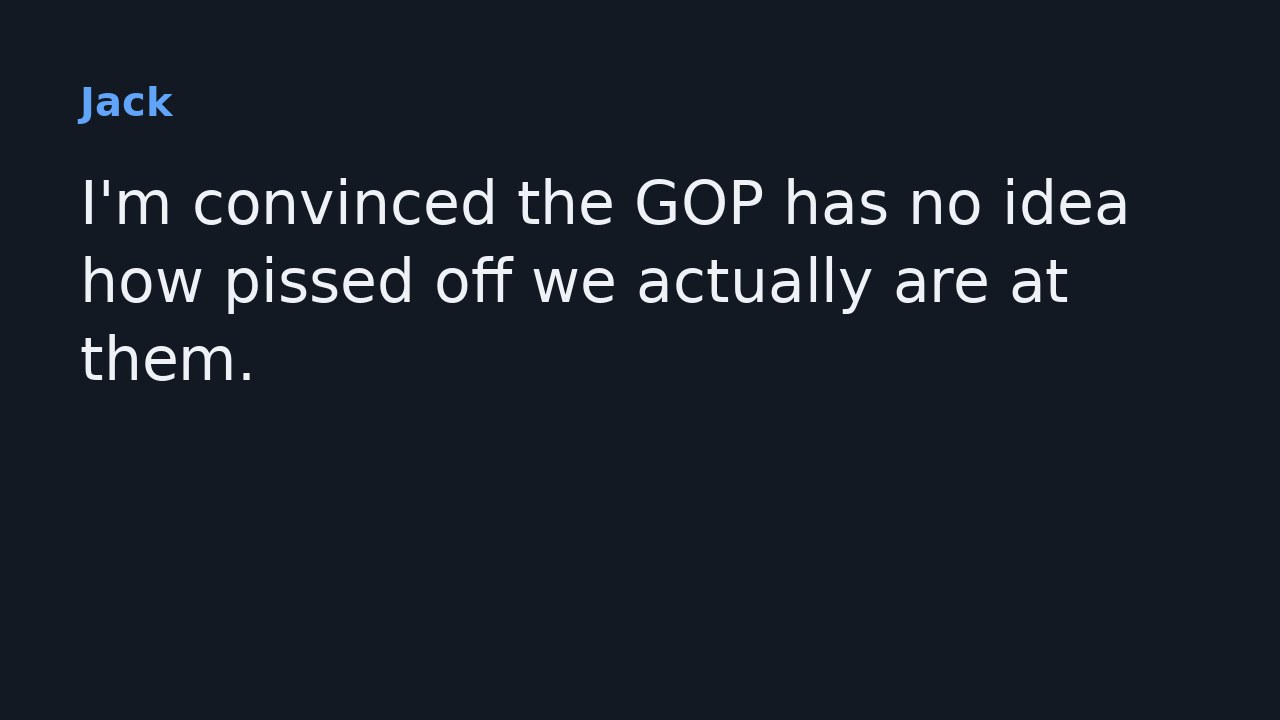 Jack
I'm convinced the GOP has no idea
how pissed off we actually are at
them.